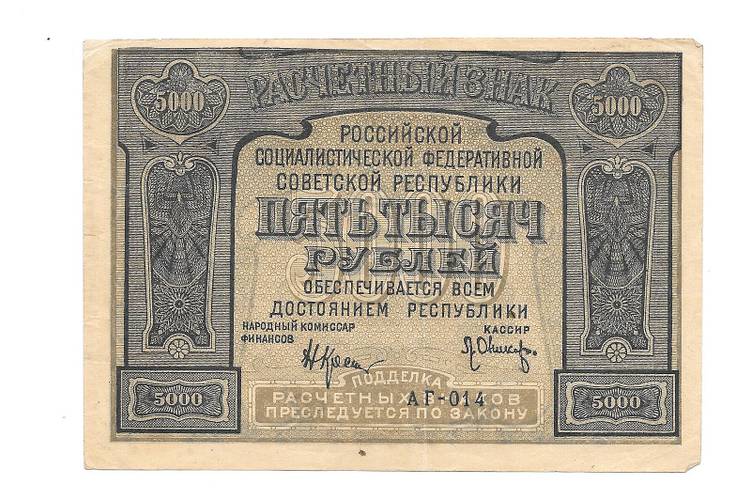 РАСЧЕТНЫЙ ЗНАК
5000 5000
РОССИЙСКОЙ
СОЦИАЛИСТИЧЕСКОЙ ФЕДЕРАТИВНОЙ
СОВЕТСКОЙ РЕСПУБЛИКИ
5000
ПЯТЬ ТЫСЯЧ
РУБЛЕЙ
ОБЕСПЕЧИВАЕТСЯ ВСЕМ
ДОСТОЯНИЕМ РЕСПУБЛИКИ
НАРОДНЫЙ КОМИССАР КАССИР
ФИНАНСОВ
ПОДДЕЛКА
5000 РАСЧЕТНЫХ АГ-014 5000
ПРЕСЛЕДУЕТСЯ ПО ЗАКОНУ